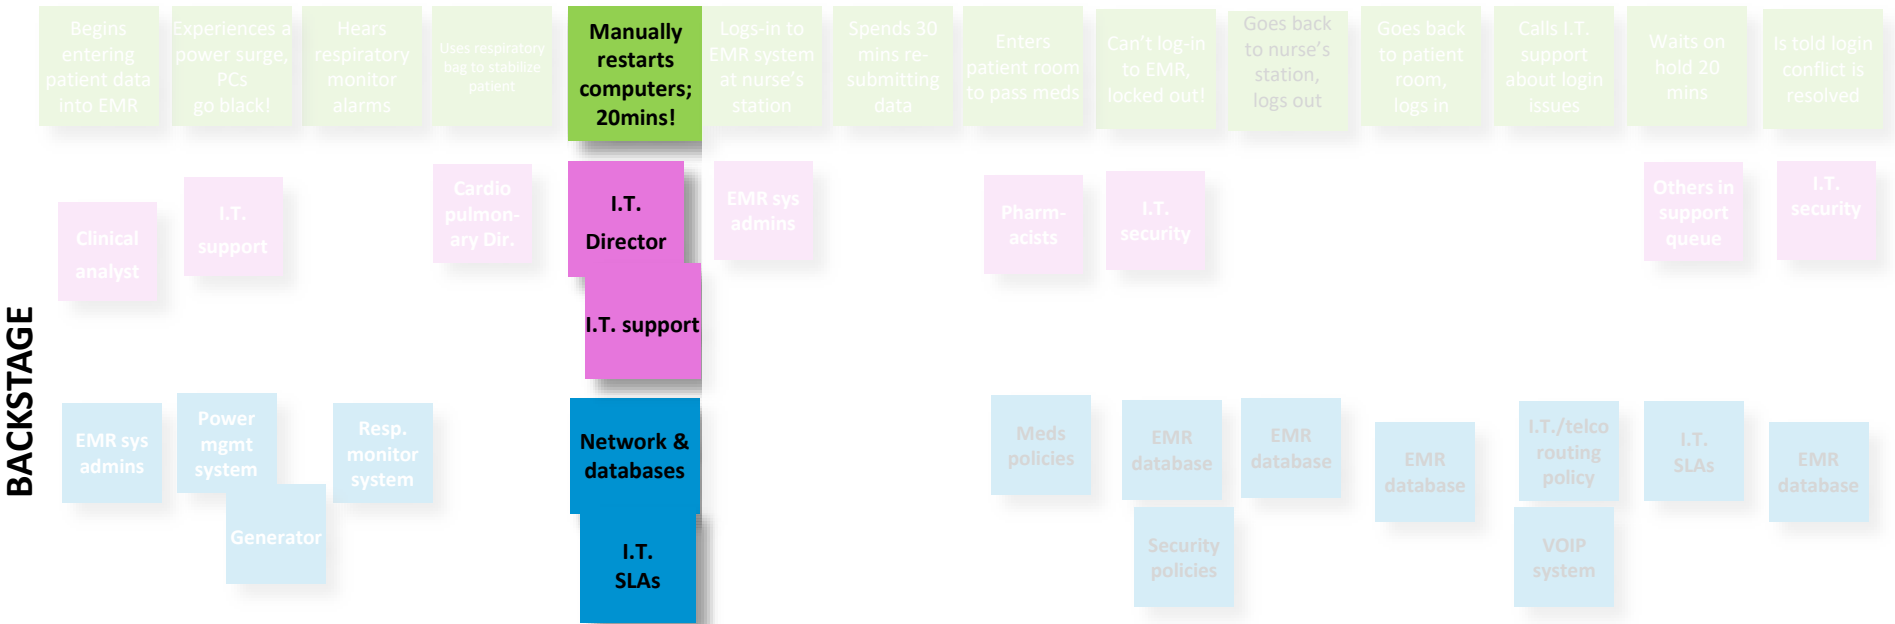 Begins
entering
patient data
into EMR
Experiences a
power surge,
PCs
go black!
Hears
respiratory
monitor
alarms
Uses respiratory
bag to stebilize
patient
Manually
restarts
computers;
20mins!
Logs-in to
EMR system
at nurse's
station
Spends 30
mins re-
submitting
data
Enters
patient room
to pass meds
Can't log-in
to EMR,
locked out!
Goes back
to nurse's
station,
logs out
Goes back
to patient
room,
logs in
Calls I.T.
support
about login
issues
Waits on
hold 20
mins
Is told login
conflict is
resolved
BACKSTAGE
Clinical
analyst
I.T.
support
Cardio
pulmon-
ary Dir.
I.T.
Director
I.T. support
EMR sys
admins
Pharm-
acists
I.T.
security
Others in
support
queue
I.T.
security
EMR sys
admins
Power
mgmt
system
Generator
Resp.
monitor
system
Network &
databases
I.T.
SLAs
Meds
policies
EMR
database
Security
policies
EMR
database
EMR
database
I.T./telco
routing
policy
VOIP
system
I.T.
SLAs
EMR
database